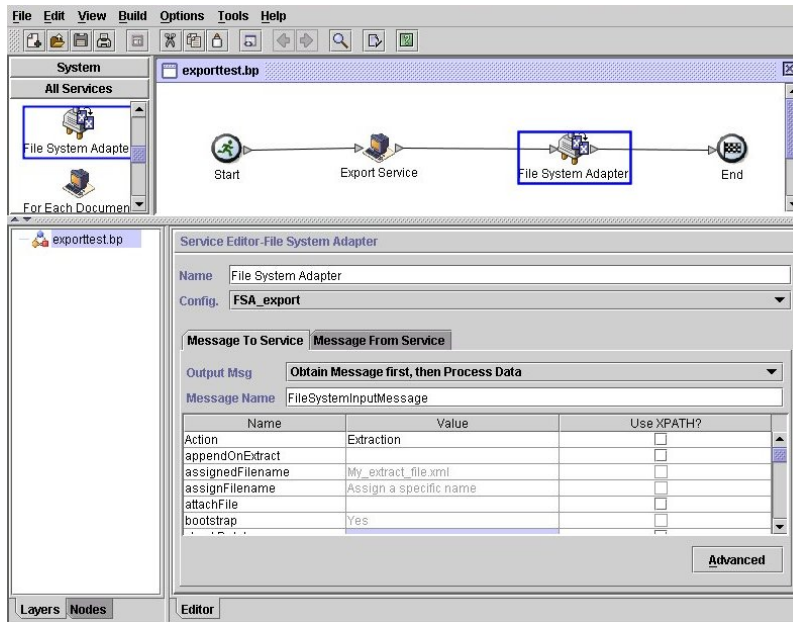 File Edit View Build Options Tools Help
System
All Services
File System Adapte
For Each Documen
exporttest.bp
Start
Export Service
File System Adapter
End
exporttest.bp
Service Editor-File System Adapter
Name File System Adapter
Config. FSA_export
Message To Service Message From Service
Output Msg Obtain Message first, then Process Data
Message Name FileSystemInputMessage
Name Value Use XPATH?
Action Extraction
appendOnExtract
assignedFilename My_extract_file.xml
assignFilename Assign a specific name
attachFile
bootstrap Yes
Advanced
Layers Nodes
Editor